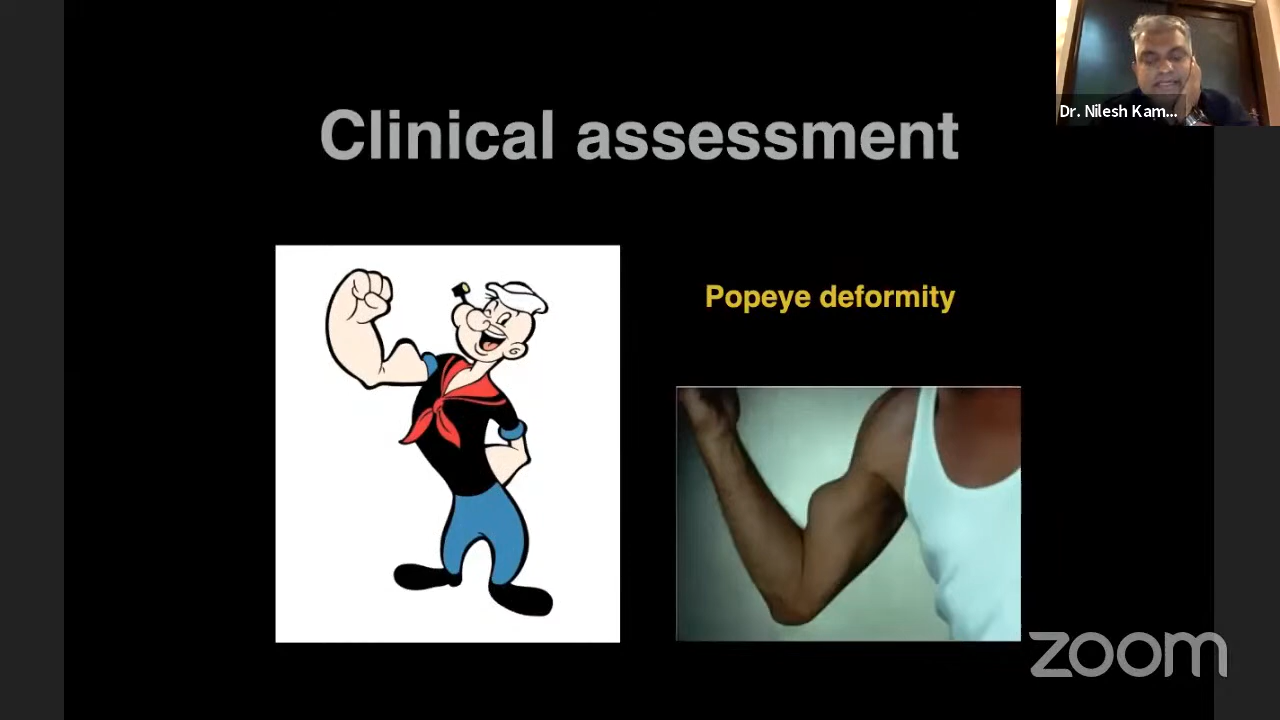 Dr. Nilesh Kam...
Clinical assessment
Popeye deformity
zoom